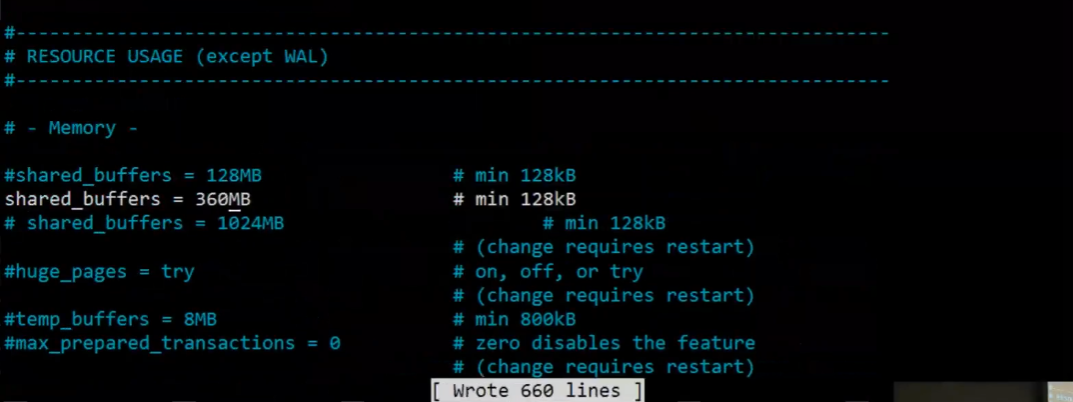 #------------------------------------------------------------------------------
# RESOURCE USAGE (except WAL)
#------------------------------------------------------------------------------
# - Memory -
#shared_buffers = 128MB # min 128kB
shared_buffers = 360MB # min 128kB
# shared_buffers = 1024MB # min 128kB
# (change requires restart)
#huge_pages = try # on, off, or try
# (change requires restart)
#temp_buffers = 8MB # min 800kB
#max_prepared_transactions = 0 # zero disables the feature
# (change requires restart)
[ Wrote 660 lines ]